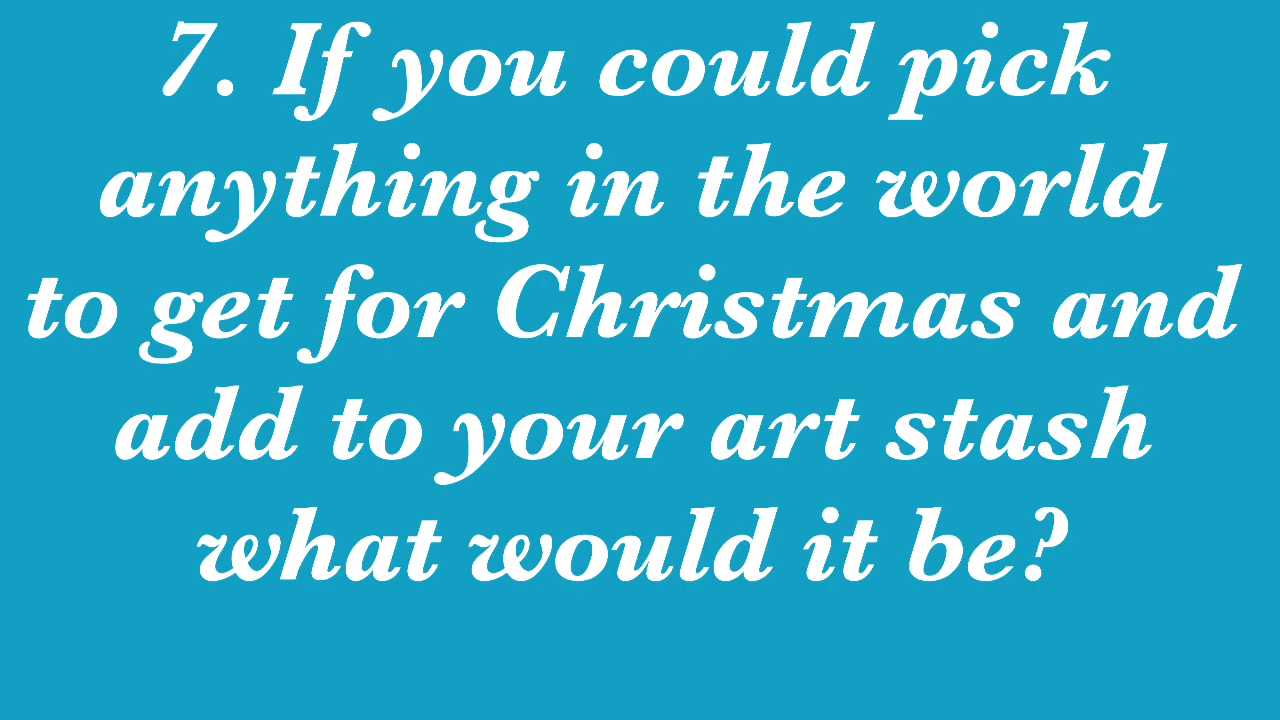 7. If you could pick
anything in the world
to get for Christmas and
add to your art stash
what would it be?